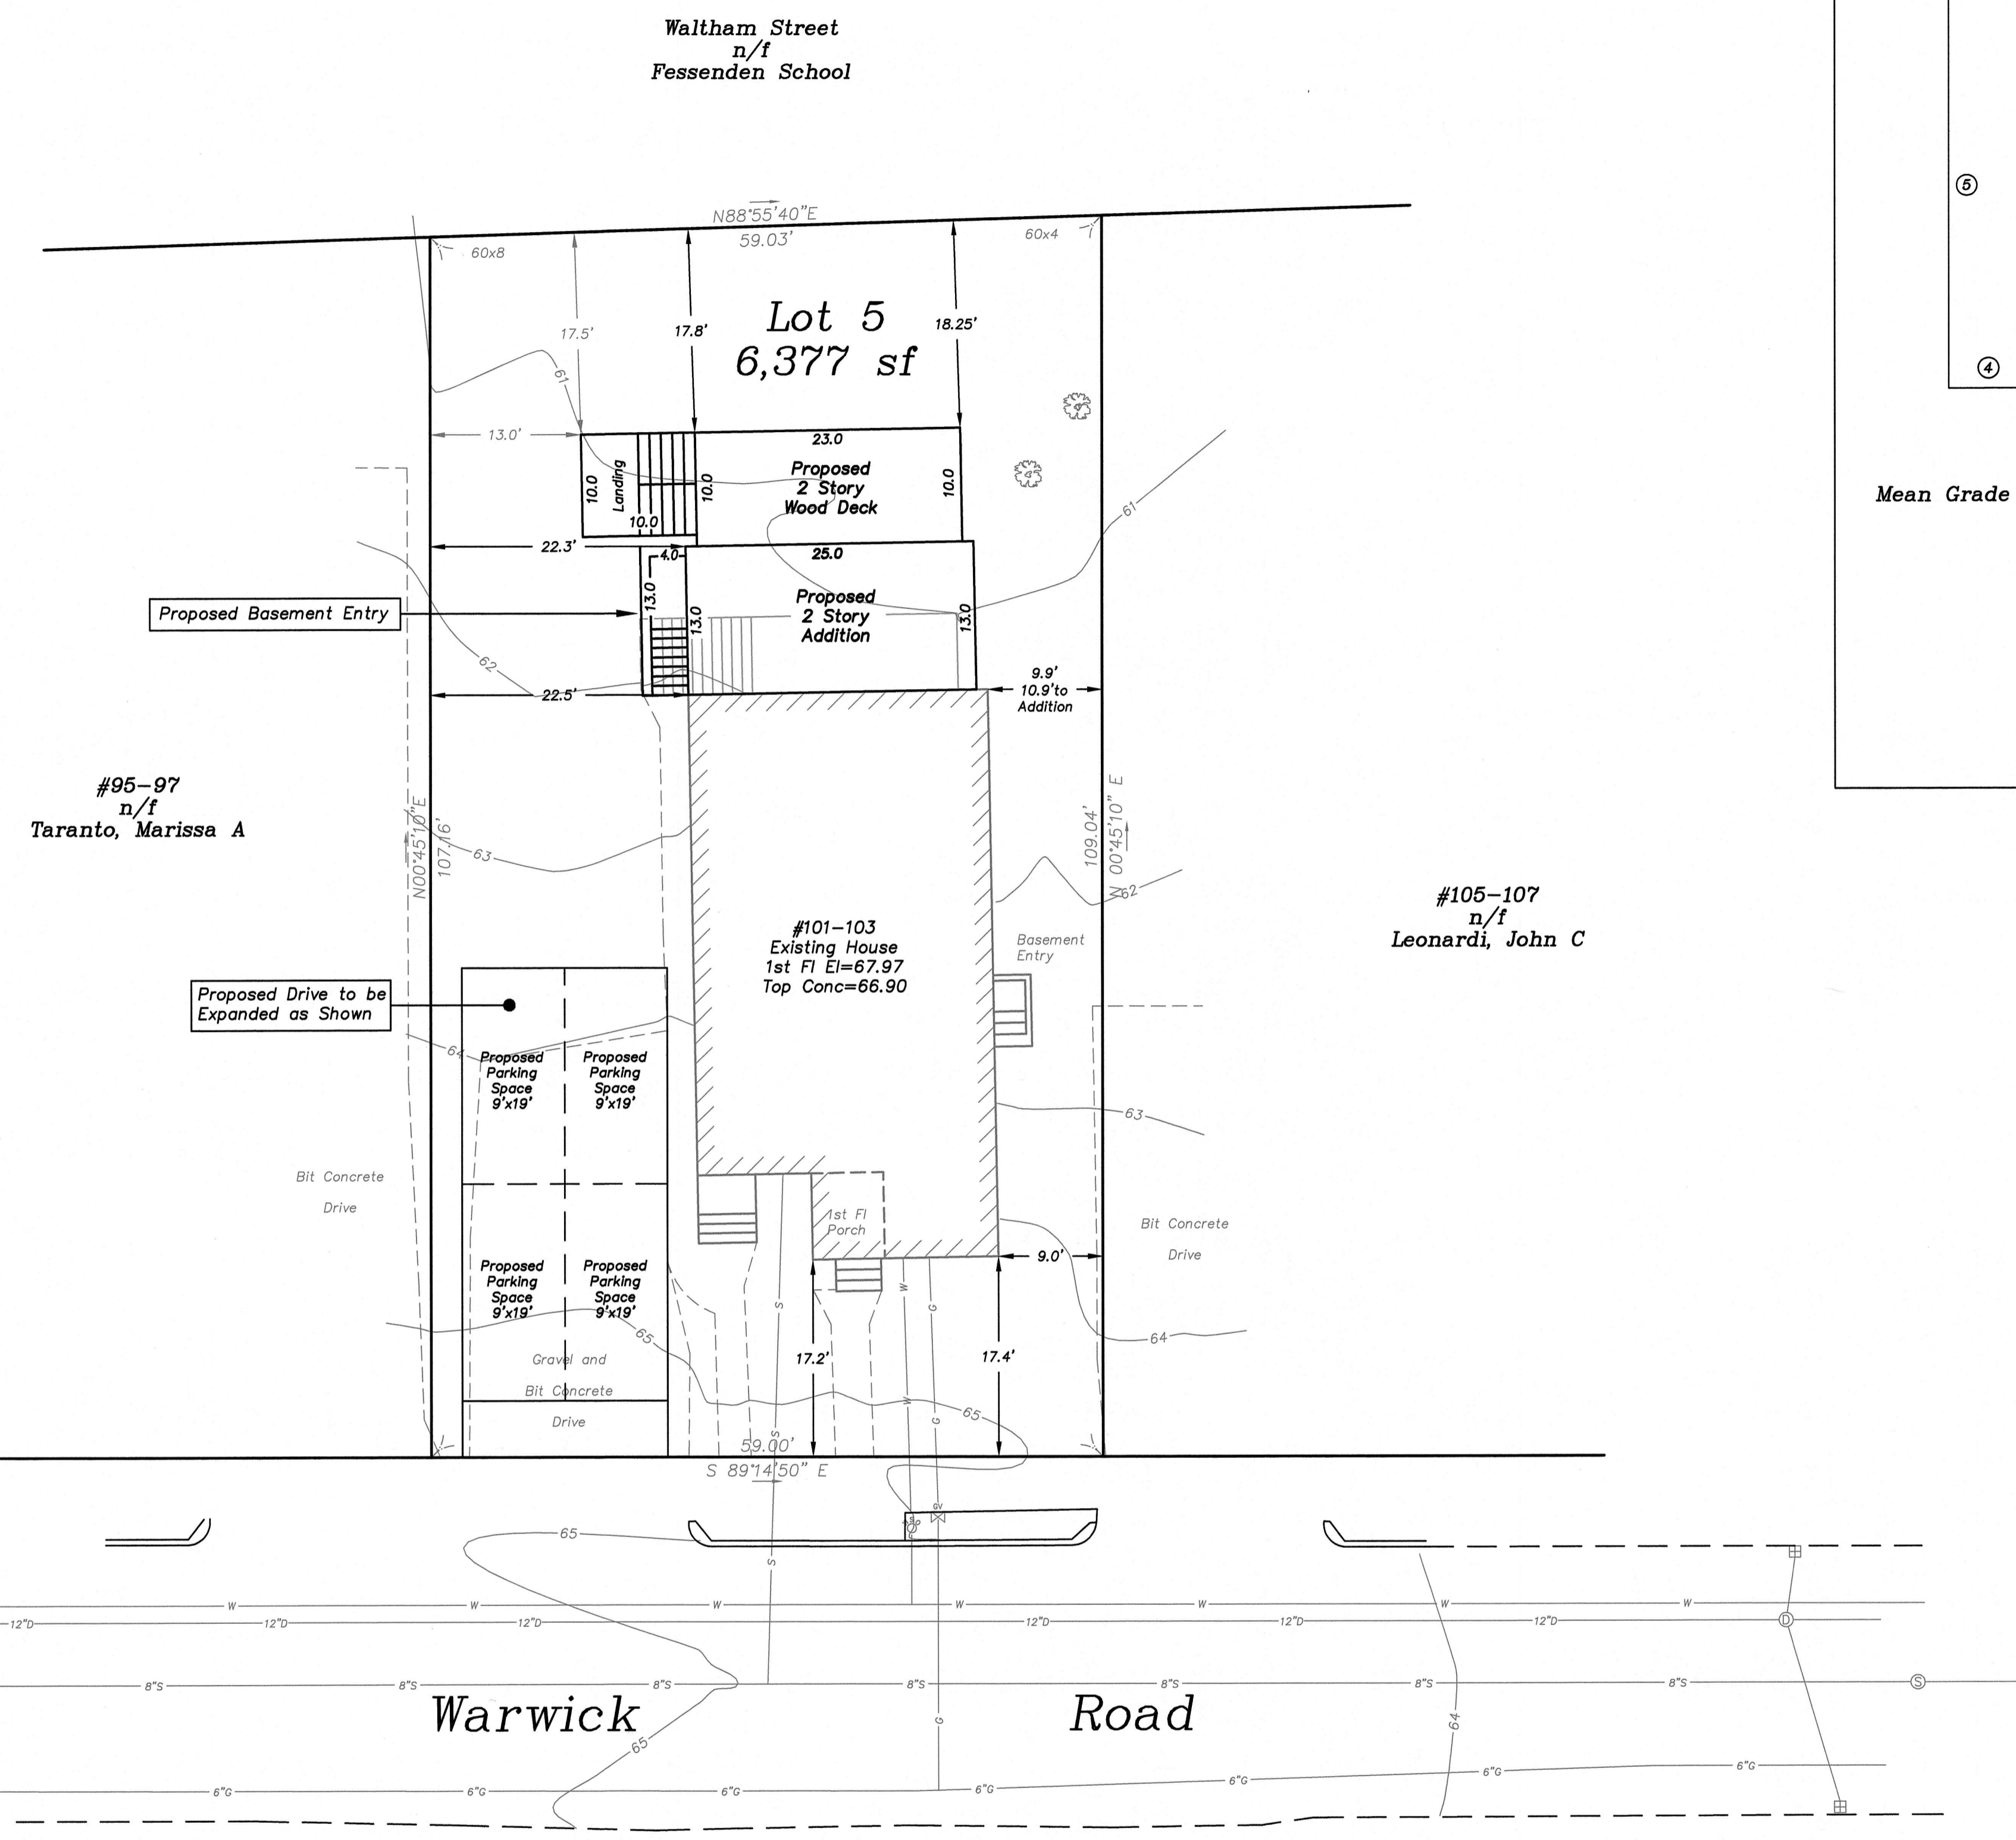 Waltham Street
n/f
Fessenden School
N88°55'40"E
59.03'
60x8
60x4
5
4
Mean Grade
17.5'
17.8'
18.25'
Lot 5
6,377 sf
61
13.0'
10.0
Landing
10.0
10.0
23.0
Proposed
2 Story
Wood Deck
10.0
61
22.3'
4.0
25.0
Proposed Basement Entry
13.0
13.0
Proposed
2 Story
Addition
13.0
62
22.5'
9.9'
10.9'to
Addition
#95-97
n/f
Taranto, Marissa A
N00°45'10"E
107.16'
63
109.04'
N 00°45'10" E
62
#105-107
n/f
Leonardi, John C
#101-103
Existing House
1st Fl El=67.97
Top Conc=66.90
Basement
Entry
Proposed Drive to be
Expanded as Shown
64
Proposed
Parking
Space
9'x19'
Proposed
Parking
Space
9'x19'
63
Bit Concrete
Drive
1st Fl
Porch
Bit Concrete
Drive
9.0'
Proposed
Parking
Space
9'x19'
Proposed
Parking
Space
9'x19'
65
S
W
G
64
17.2'
17.4'
Gravel and
Bit Concrete
Drive
W
G
65
S
59.00'
S 89°14'50" E
GV
65
S
W W W W W W W
12"D 12"D 12"D 12"D 12"D 12"D
D
8"S 8"S 8"S 8"S 8"S 8"S 8"S
S
Warwick Road
G
64
65
6"G 6"G 6"G 6"G 6"G 6"G 6"G